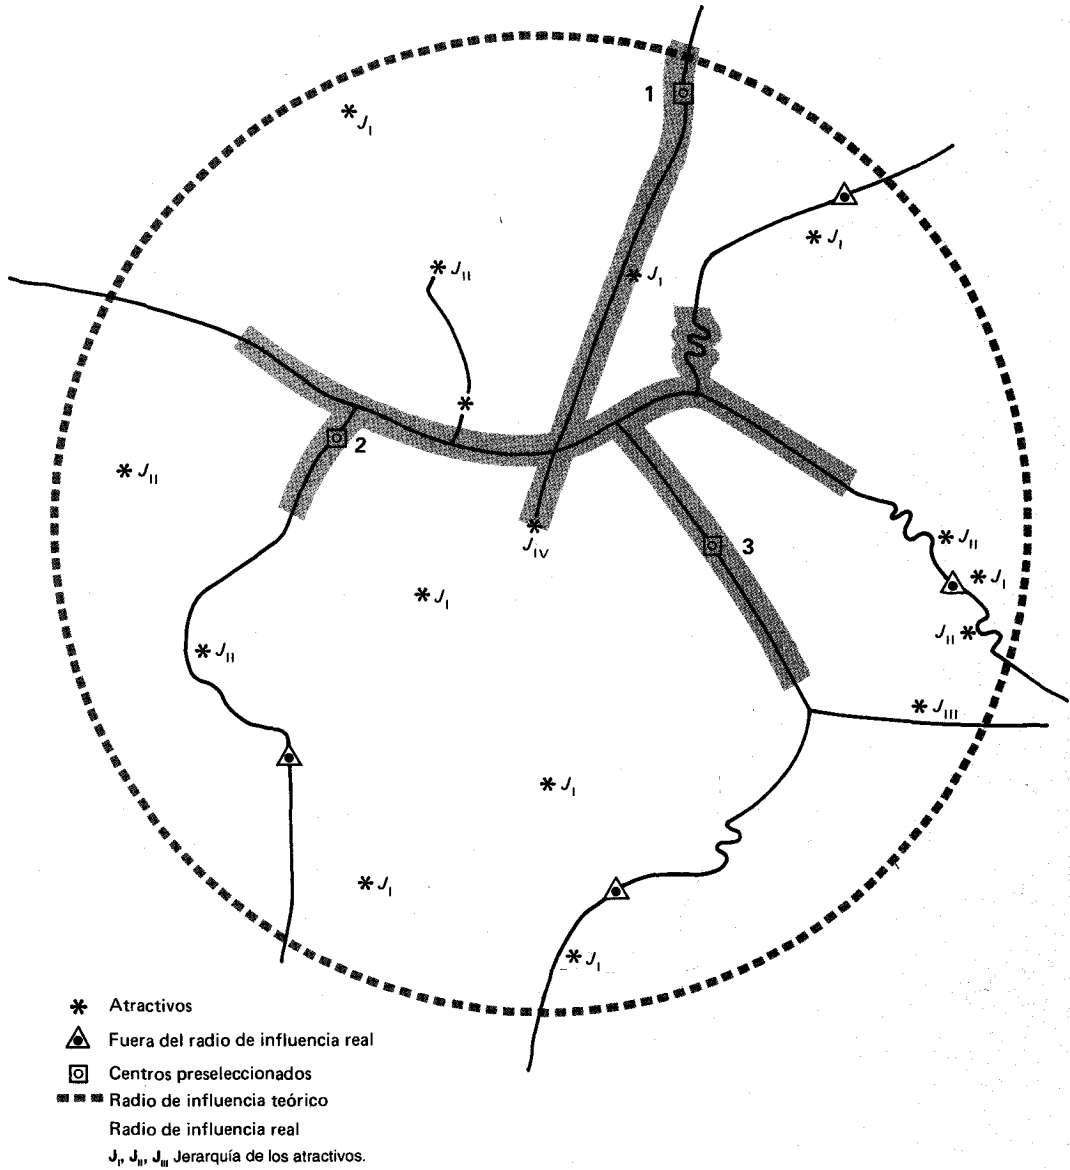 1
J_I
J_I
J_II
J_I
2
J_II
J_IV
3
J_II
J_I
J_I
J_II
J_II
J_III
J_I
J_I
J_I
Atractivos
Fuera del radio de influencia real
Centros preseleccionados
Radio de influencia teórico
Radio de influencia real
J_I, J_II, J_III Jerarquía de los atractivos.